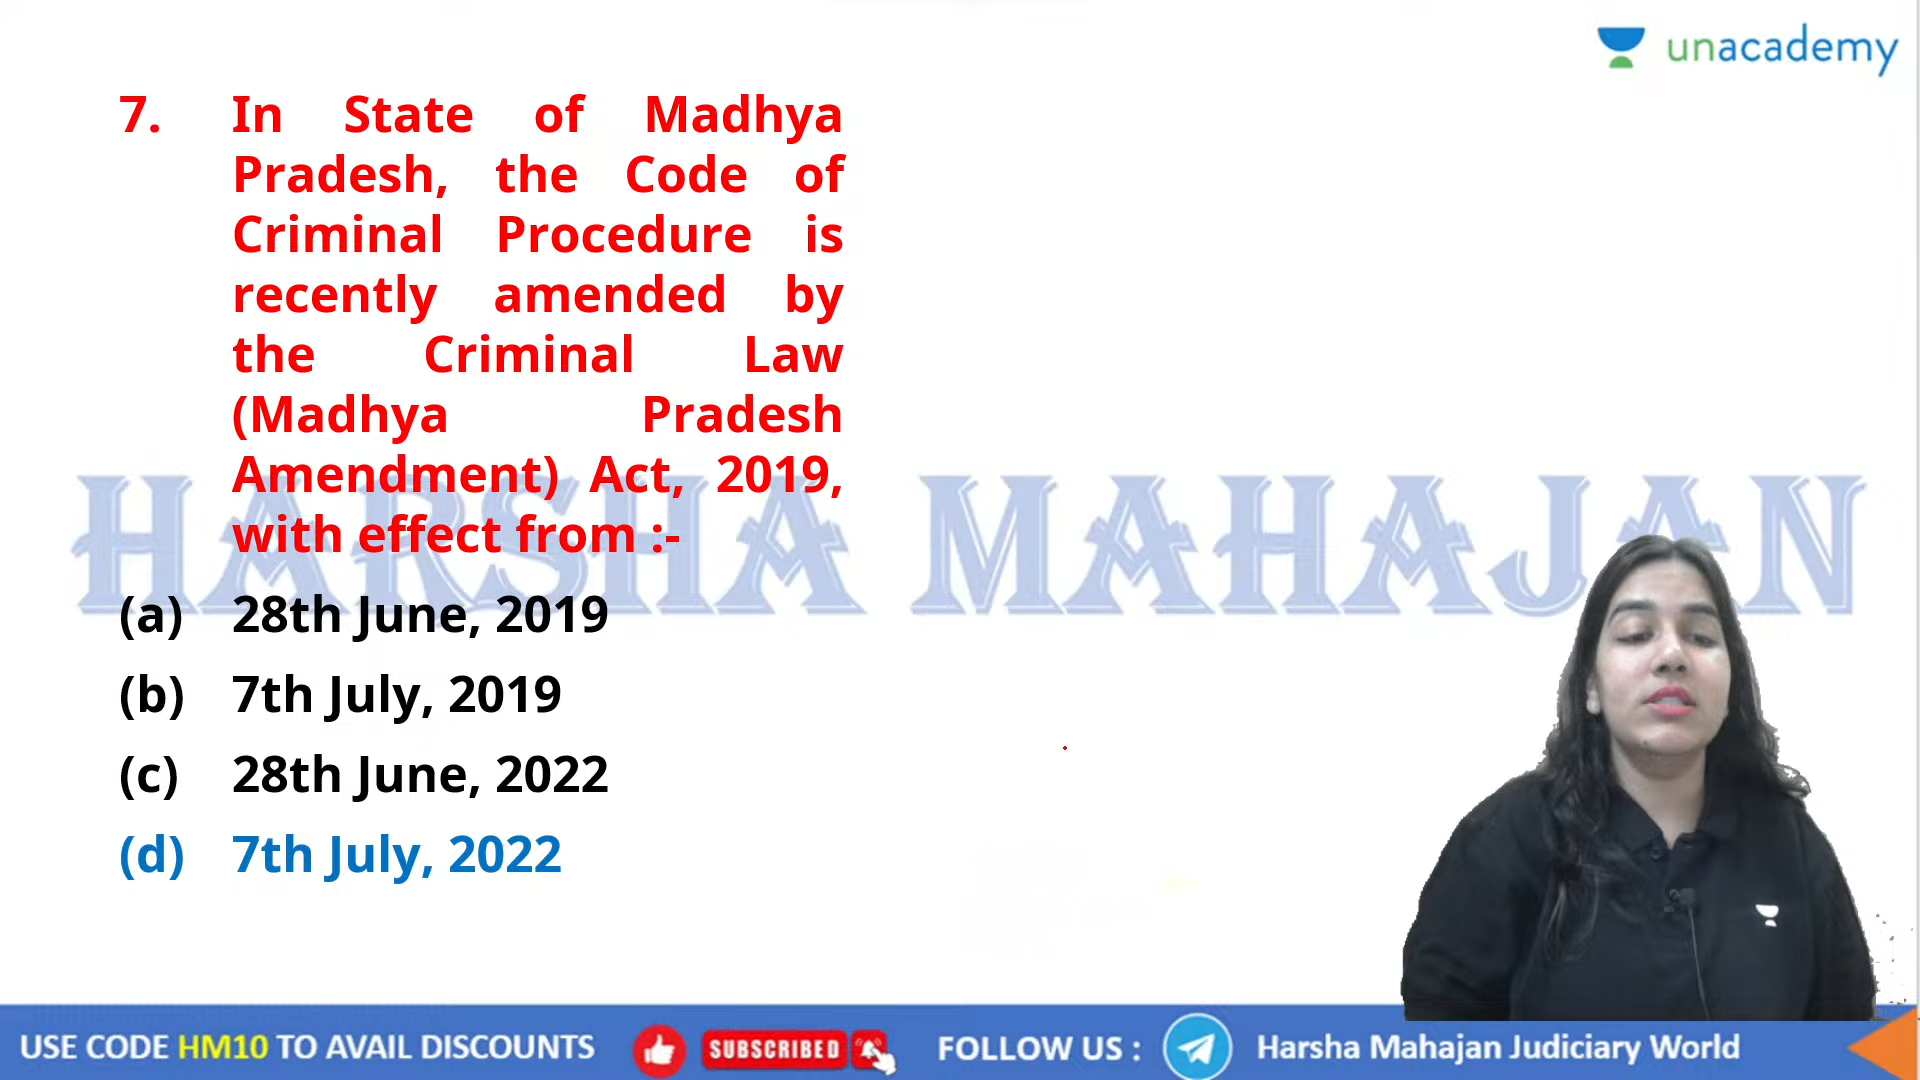 unacademy
7. In State of Madhya
Pradesh, the Code of
Criminal Procedure is
recently amended by
the Criminal Law
(Madhya Pradesh
Amendment) Act, 2019,
with effect from :-
HARSHA MAHAJAN
(a) 28th June, 2019
(b) 7th July, 2019
(c) 28th June, 2022
(d) 7th July, 2022
USE CODE HM10 TO AVAIL DISCOUNTS SUBSCRIBED FOLLOW US : Harsha Mahajan Judiciary World